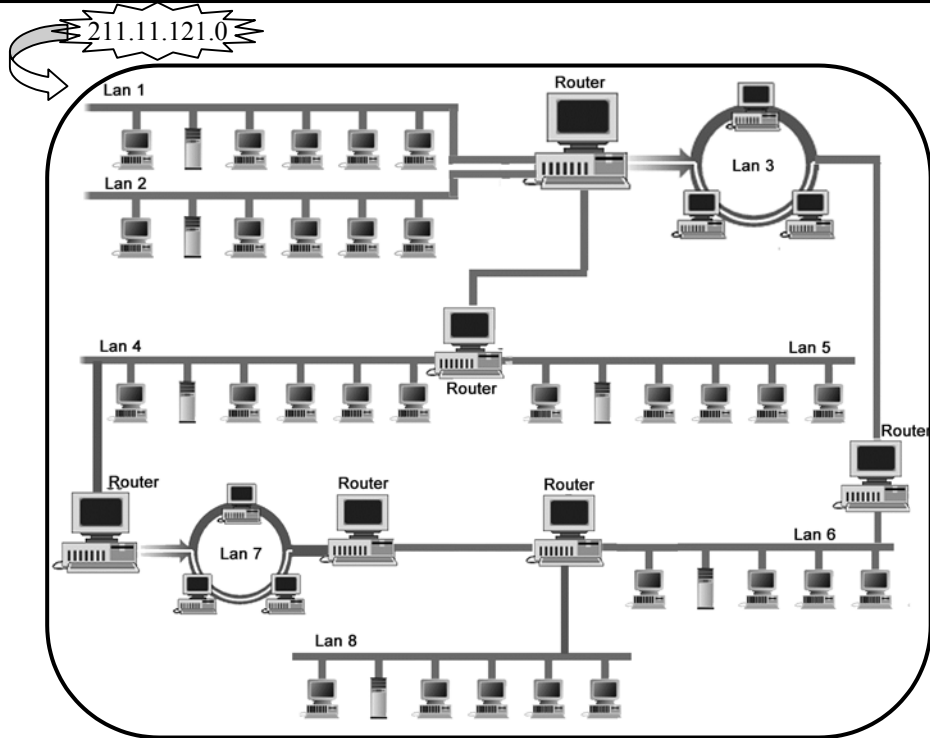 211.11.121.0
Lan 1
Router
Lan 3
Lan 2
Lan 4
Router
Lan 5
Router
Router
Router
Router
Lan 7
Lan 6
Lan 8